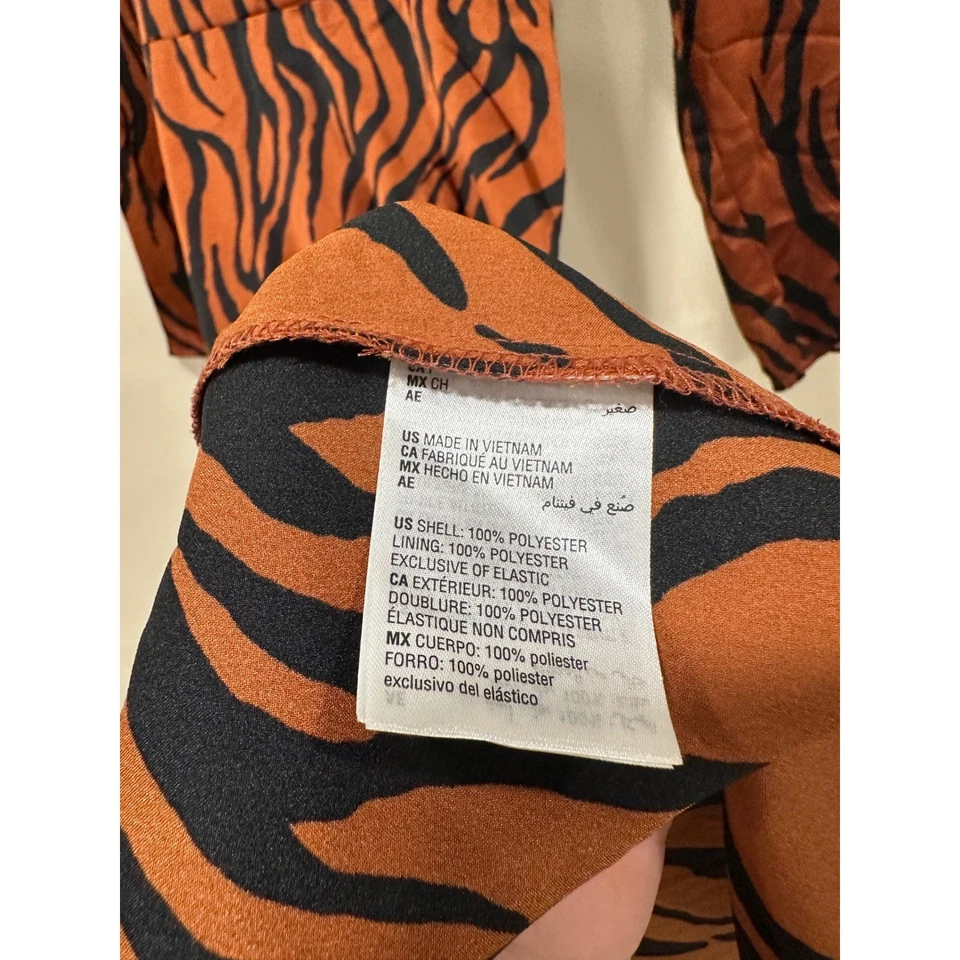 MX CH
AE
صغير
US MADE IN VIETNAM
CA FABRIQUÉ AU VIETNAM
MX HECHO EN VIETNAM
AE
صُنع في فيتنام
US SHELL: 100% POLYESTER
LINING: 100% POLYESTER
EXCLUSIVE OF ELASTIC
CA EXTÉRIEUR: 100% POLYESTER
DOUBLURE: 100% POLYESTER
ÉLASTIQUE NON COMPRIS
MX CUERPO: 100% poliester
FORRO: 100% poliester
exclusivo del elástico